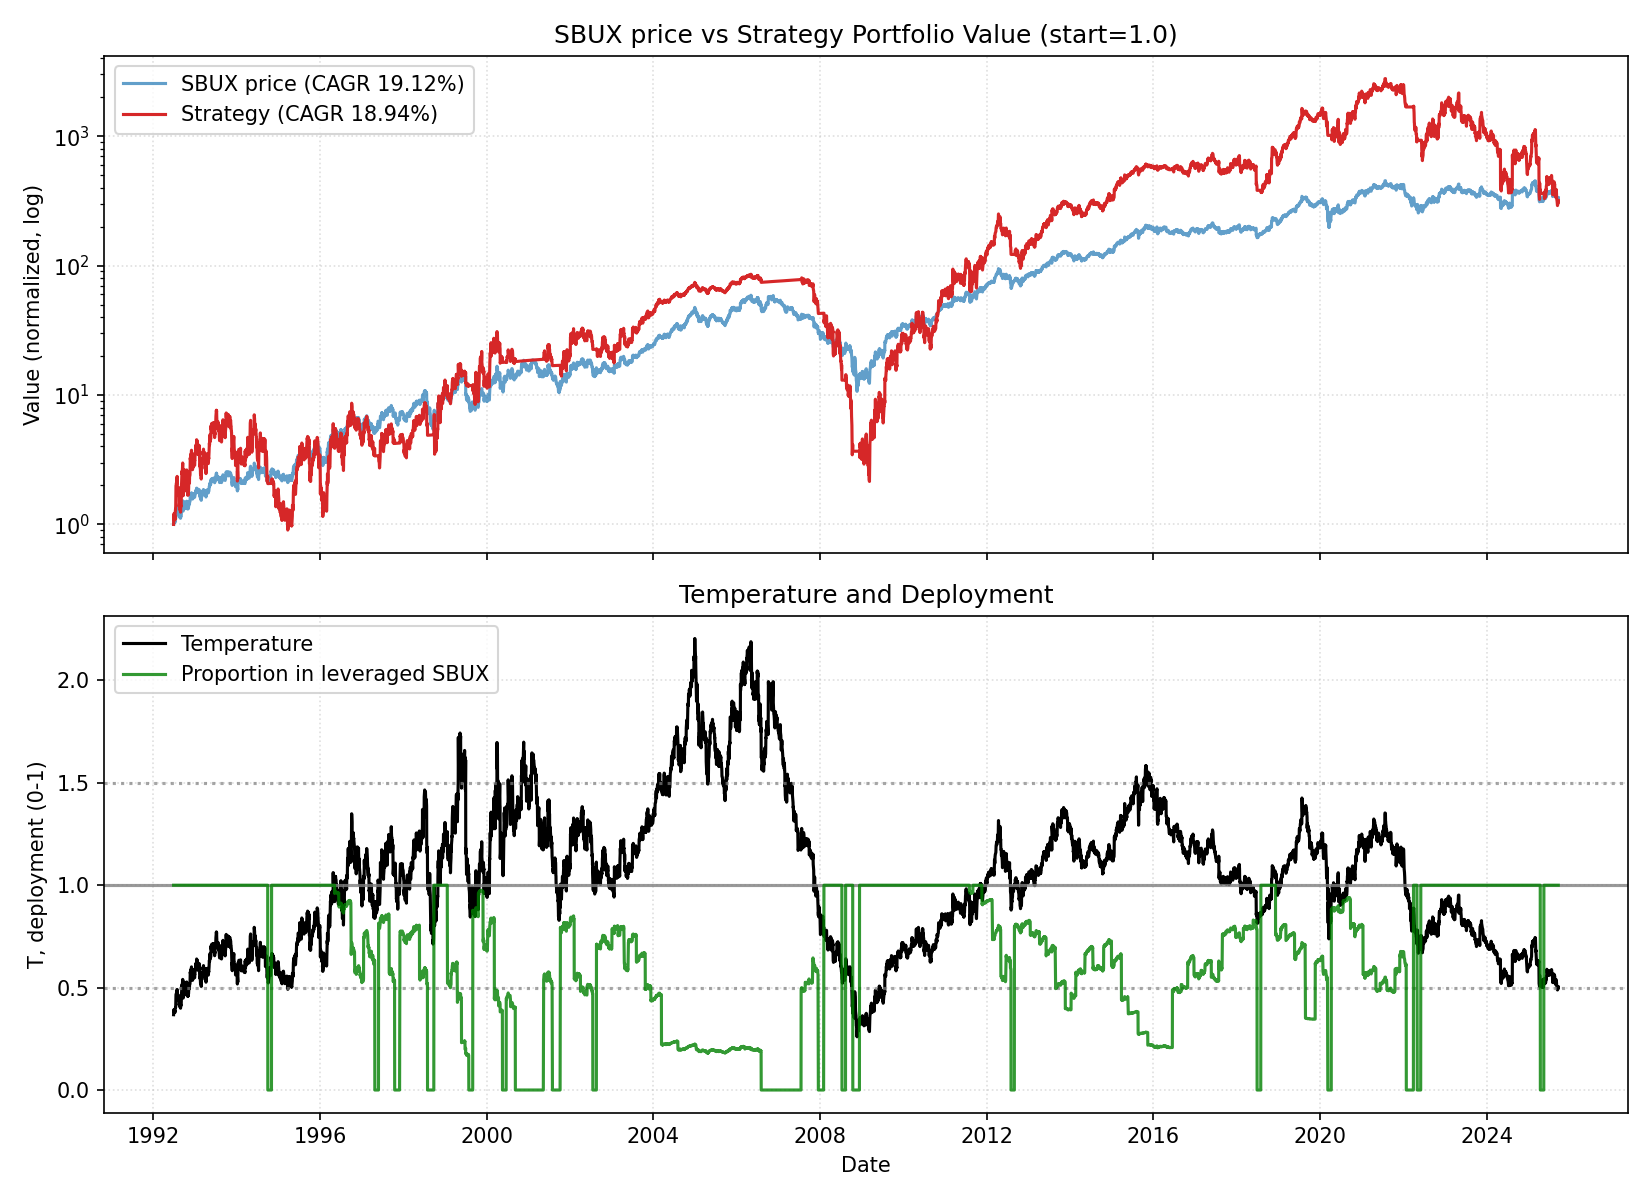 SBUX price vs Strategy Portfolio Value (start=1.0)
SBUX price (CAGR 19.12%)
Strategy (CAGR 18.94%)
Value (normalized, log)
10³
10²
10¹
10⁰
Temperature and Deployment
Temperature
Proportion in leveraged SBUX
T, deployment (0-1)
2.0
1.5
1.0
0.5
0.0
1992 1996 2000 2004 2008 2012 2016 2020 2024
Date